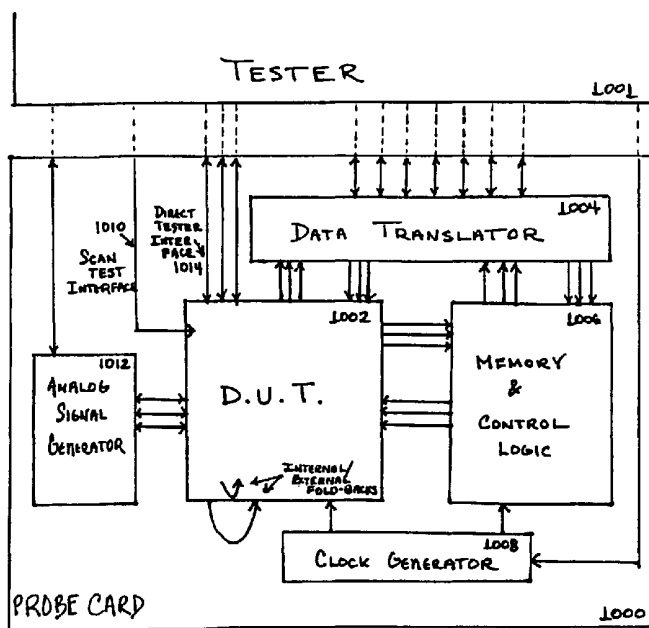 TESTER
1001
1004
DATA TRANSLATOR
1010
SCAN
TEST
INTERFACE
DIRECT
TESTER
INTER
FACE
1014
1002
D.U.T.
1006
MEMORY
&
CONTROL
LOGIC
1012
ANALOG
SIGNAL
GENERATOR
INTERNAL/
EXTERNAL
FOLD-BACKS
1008
CLOCK GENERATOR
PROBE CARD
1000